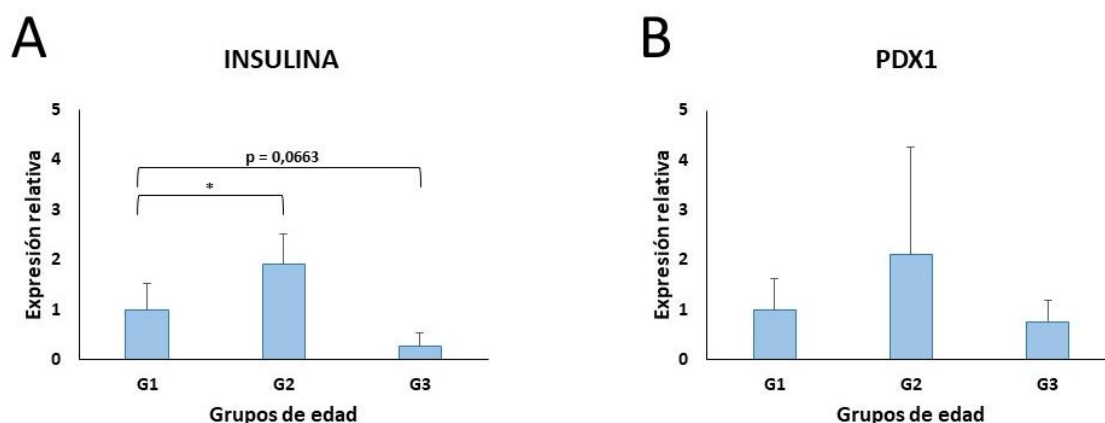 A
INSULINA
Expresión relativa
5
4
3
2
1
0
p = 0,0663
*
G1
G2
G3
Grupos de edad
B
PDX1
Expresión relativa
5
4
3
2
1
0
G1
G2
G3
Grupos de edad